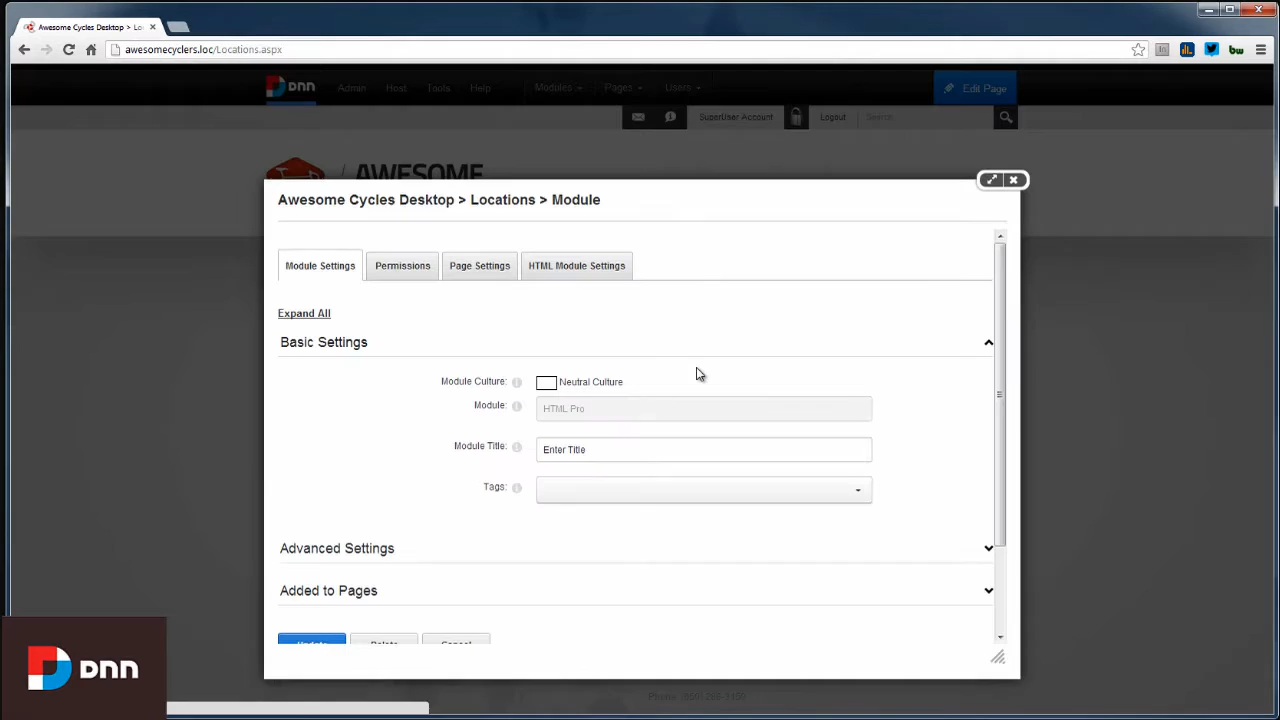 Awesome Cycles Desktop > Lo
awesomecyclers.loc/Locations.aspx
DNN Admin Host Tools Help Modules Pages Users Edit Page
SuperUser Account Logout Search
AWESOME
Awesome Cycles Desktop > Locations > Module
Module Settings Permissions Page Settings HTML Module Settings
Expand All
Basic Settings
Module Culture: Neutral Culture
Module: HTML Pro
Module Title: Enter Title
Tags:
Advanced Settings
Added to Pages
Update Delete Cancel
DNN